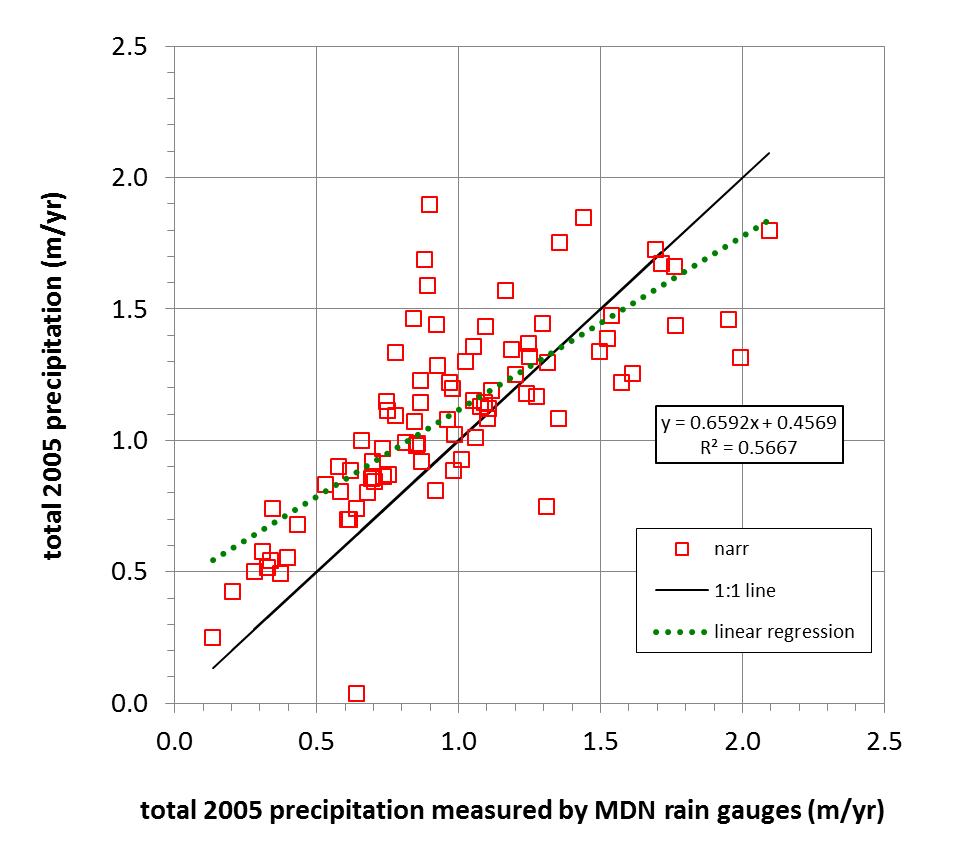 2.5
2.0
1.5
1.0
0.5
0.0
total 2005 precipitation (m/yr)
y = 0.6592x + 0.4569
R² = 0.5667
narr
1:1 line
linear regression
0.0 0.5 1.0 1.5 2.0 2.5
total 2005 precipitation measured by MDN rain gauges (m/yr)